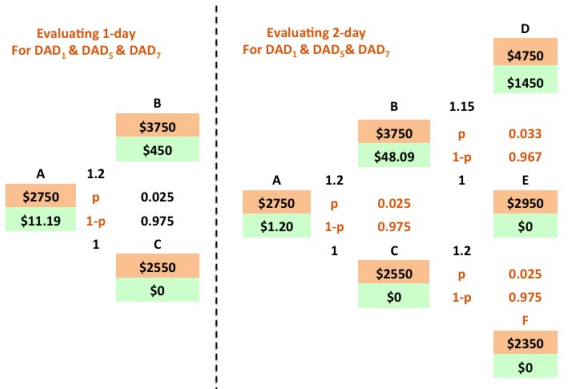 Evaluating 1-day
For DAD1 & DAD5 & DAD7
B
$3750
$450
A 1.2
$2750 p 0.025
$11.19 1-p 0.975
1 C
$2550
$0
Evaluating 2-day
For DAD1 & DAD5& DAD7
D
$4750
$1450
B 1.15
$3750 p 0.033
$48.09 1-p 0.967
A 1.2 1 E
$2750 p 0.025 $2950
$1.20 1-p 0.975 $0
1 C 1.2
$2550 p 0.025
$0 1-p 0.975
F
$2350
$0